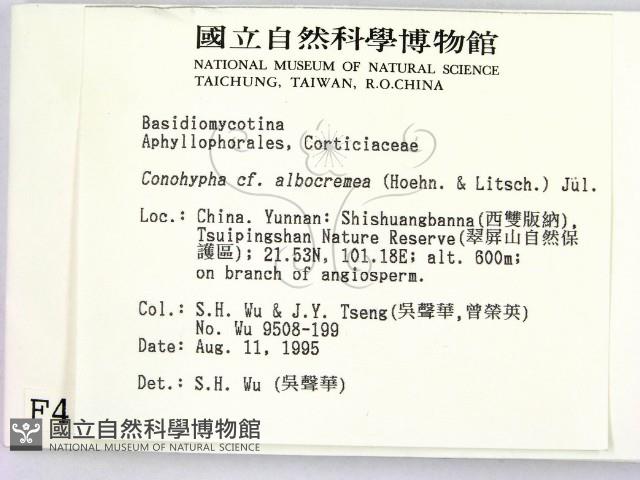 國立自然科學博物館
NATIONAL MUSEUM OF NATURAL SCIENCE
TAICHUNG, TAIWAN, R.O.CHINA
Basidiomycotina
Aphyllophorales, Corticiaceae
Conohypha cf. albocremea (Hoehn. & Litsch.) Jül.
Loc.: China. Yunnan: Shishuangbanna(西雙版納),
Tsuipingshan Nature Reserve(翠屏山自然保
護區); 21.53N, 101.18E; alt. 600m;
on branch of angiosperm.
Col.: S.H. Wu & J.Y. Tseng(吳聲華,曾榮英)
No. Wu 9508-199
Date: Aug. 11, 1995
Det.: S.H. Wu (吳聲華)
F4
國立自然科學博物館
NATIONAL MUSEUM OF NATURAL SCIENCE